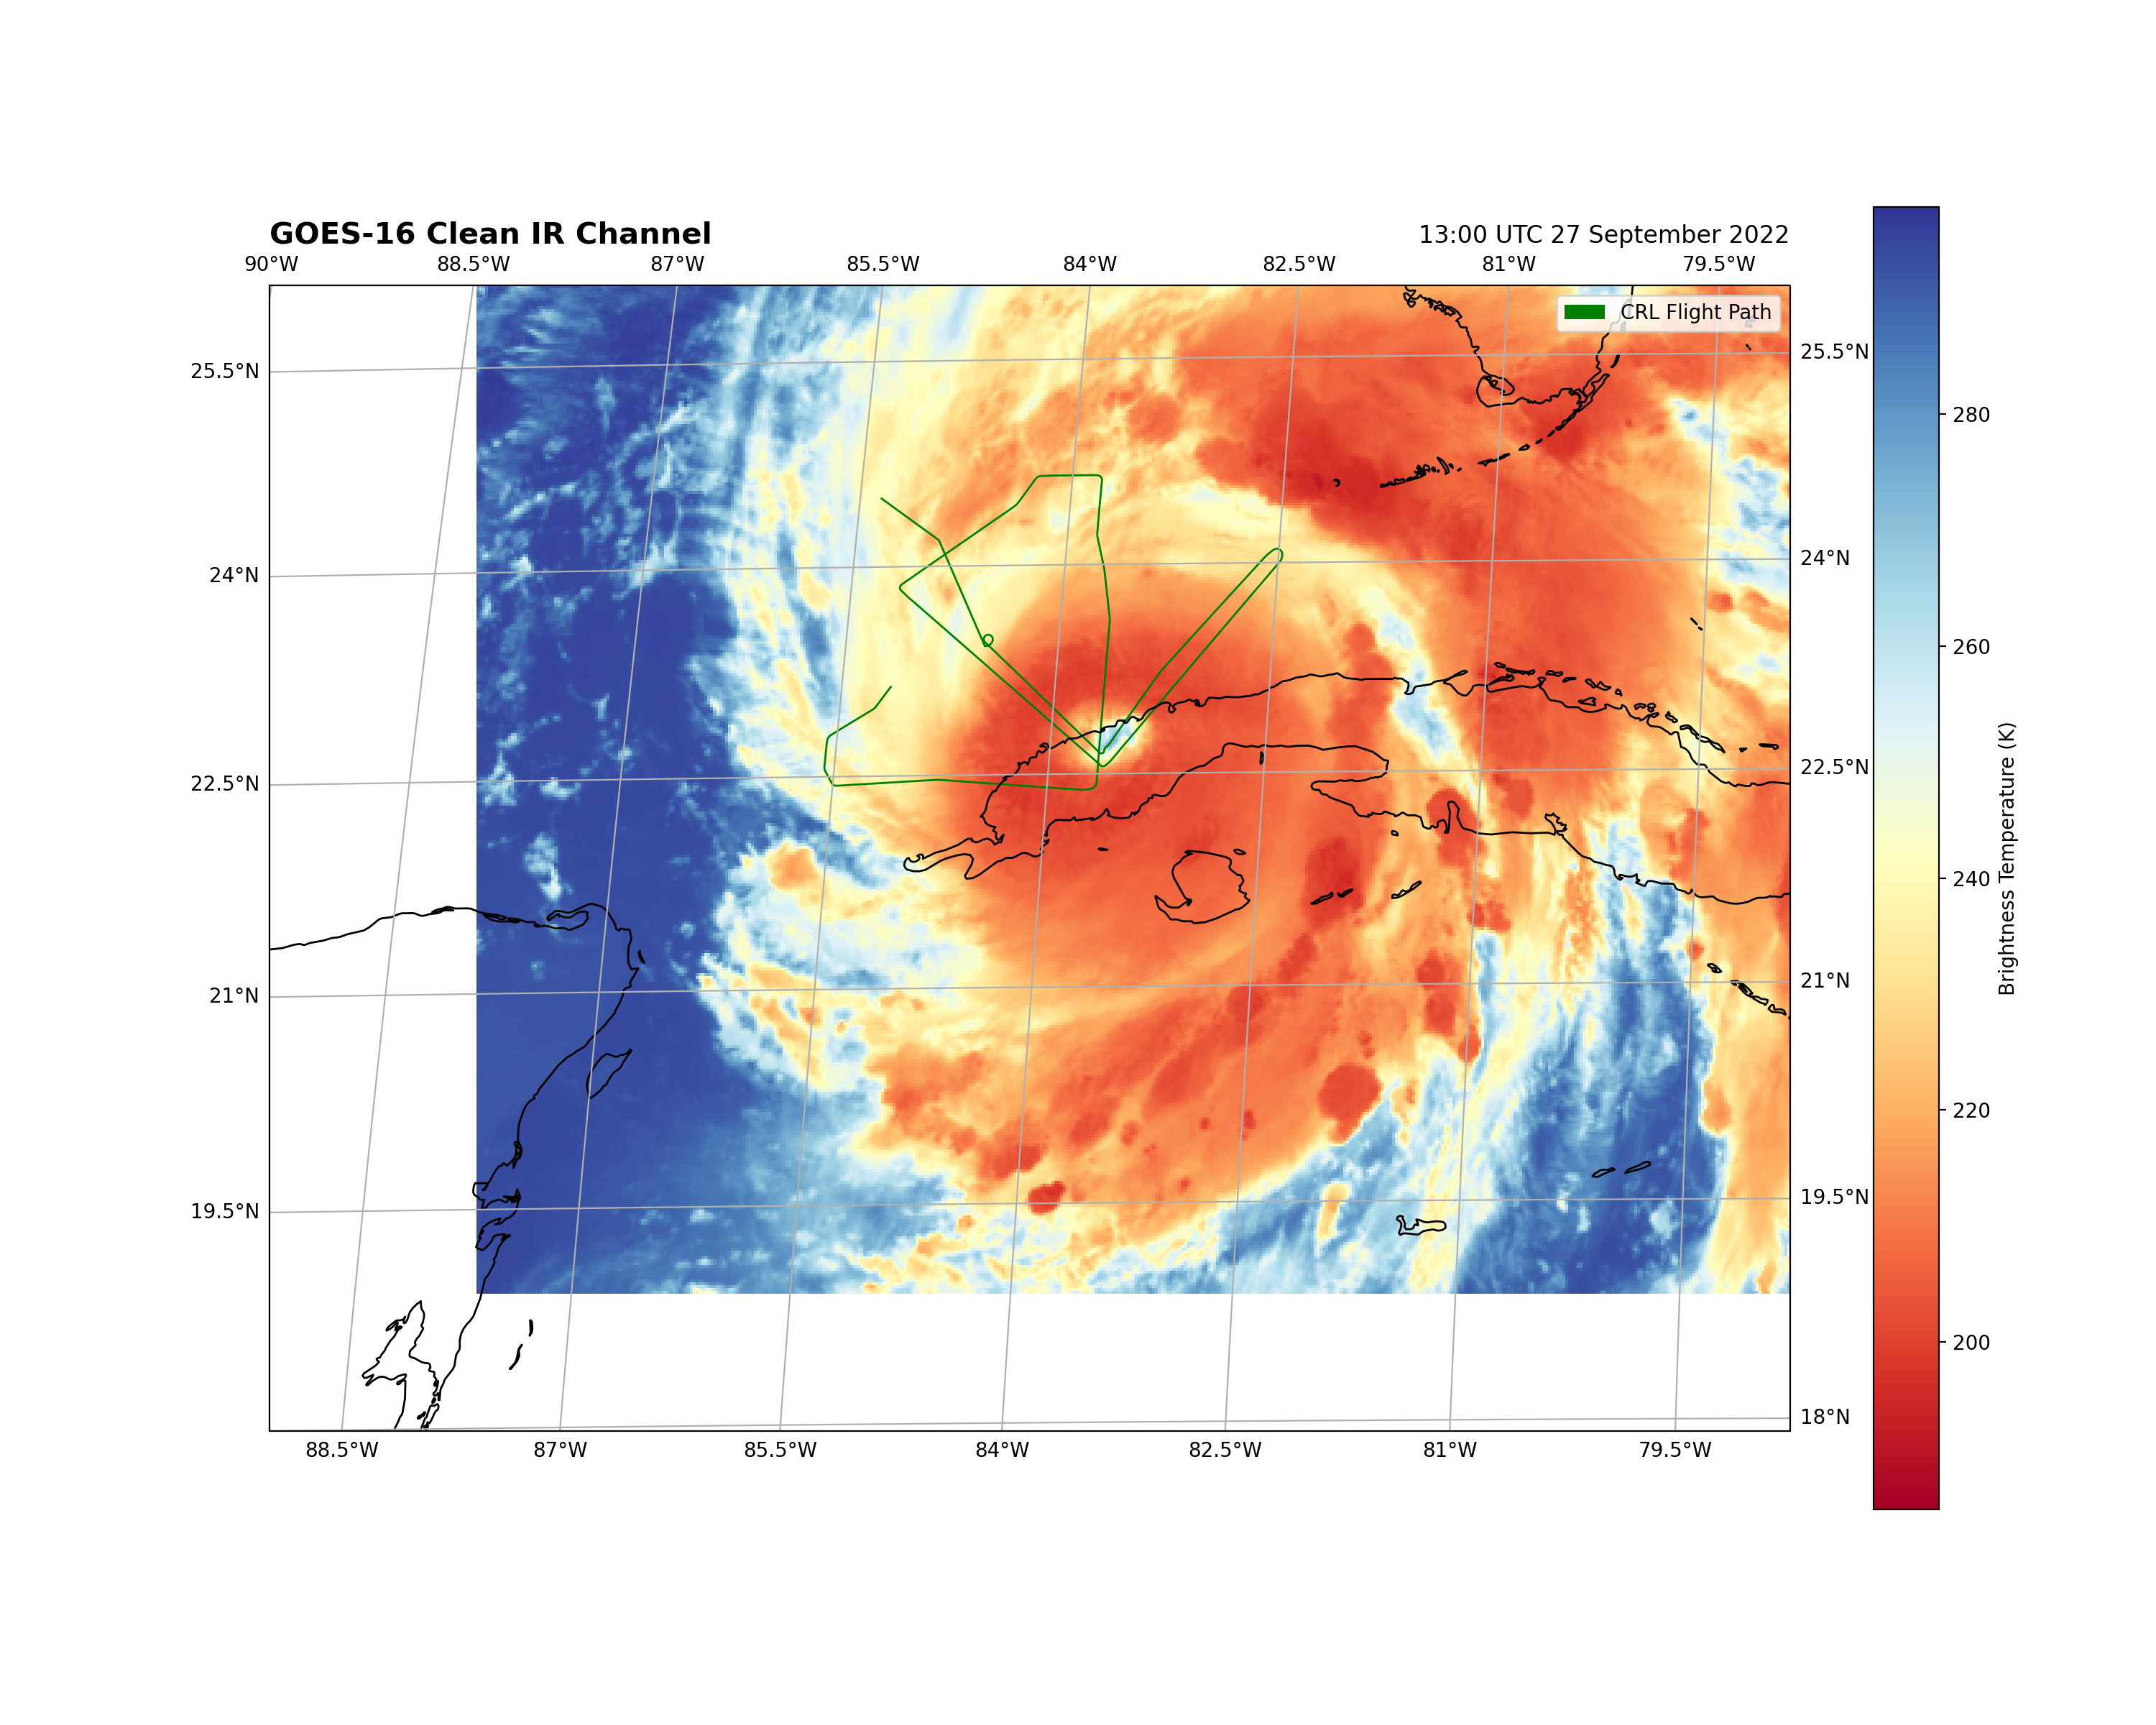 GOES-16 Clean IR Channel
13:00 UTC 27 September 2022
90°W 88.5°W 87°W 85.5°W 84°W 82.5°W 81°W 79.5°W
CRL Flight Path
25.5°N 25.5°N
24°N 24°N
22.5°N 22.5°N
21°N 21°N
19.5°N 19.5°N
18°N
88.5°W 87°W 85.5°W 84°W 82.5°W 81°W 79.5°W
280
260
240
220
200
Brightness Temperature (K)